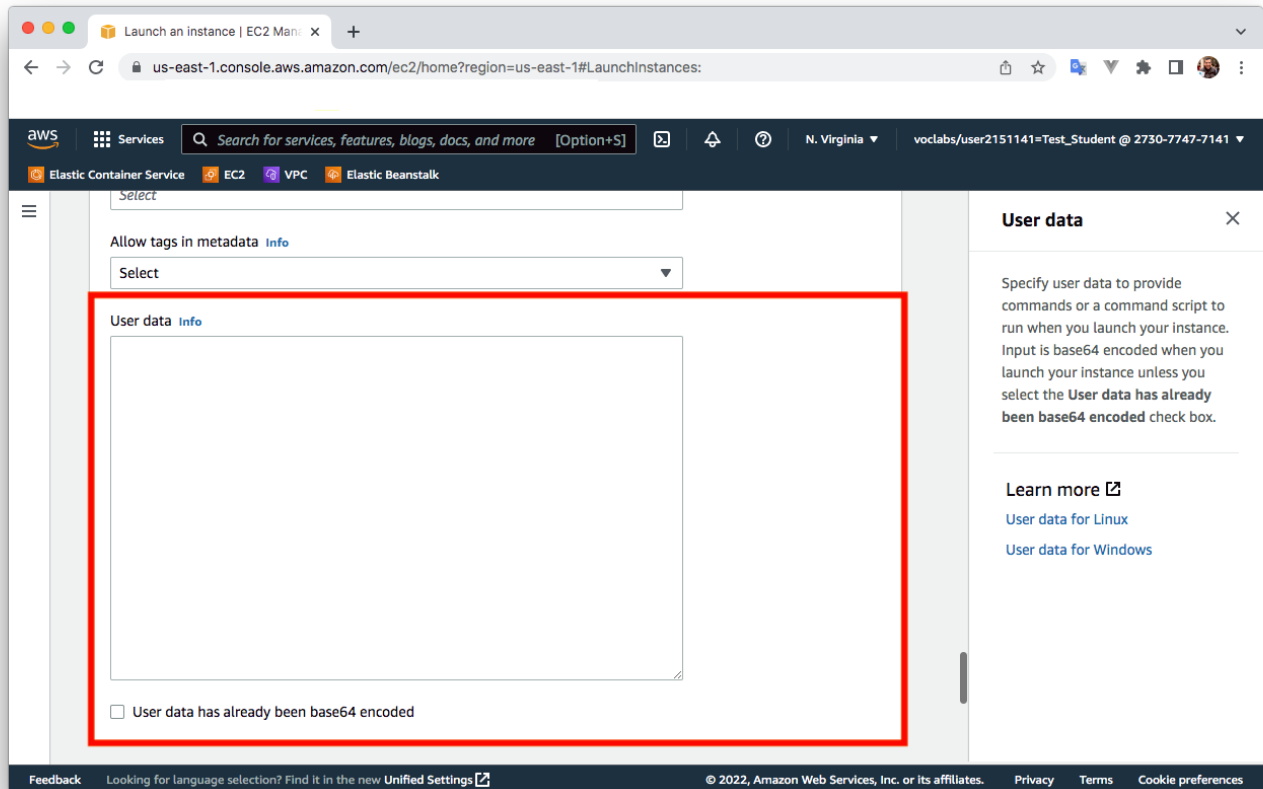 Launch an instance | EC2 Mana
us-east-1.console.aws.amazon.com/ec2/home?region=us-east-1#LaunchInstances:
aws
Services
Search for services, features, blogs, docs, and more [Option+S]
N. Virginia
voclabs/user2151141=Test_Student @ 2730-7747-7141
Elastic Container Service
EC2
VPC
Elastic Beanstalk
Select
Allow tags in metadata Info
Select
User data Info
User data has already been base64 encoded
User data
Specify user data to provide
commands or a command script to
run when you launch your instance.
Input is base64 encoded when you
launch your instance unless you
select the User data has already
been base64 encoded check box.
Learn more
User data for Linux
User data for Windows
Feedback
Looking for language selection? Find it in the new Unified Settings
© 2022, Amazon Web Services, Inc. or its affiliates.
Privacy
Terms
Cookie preferences